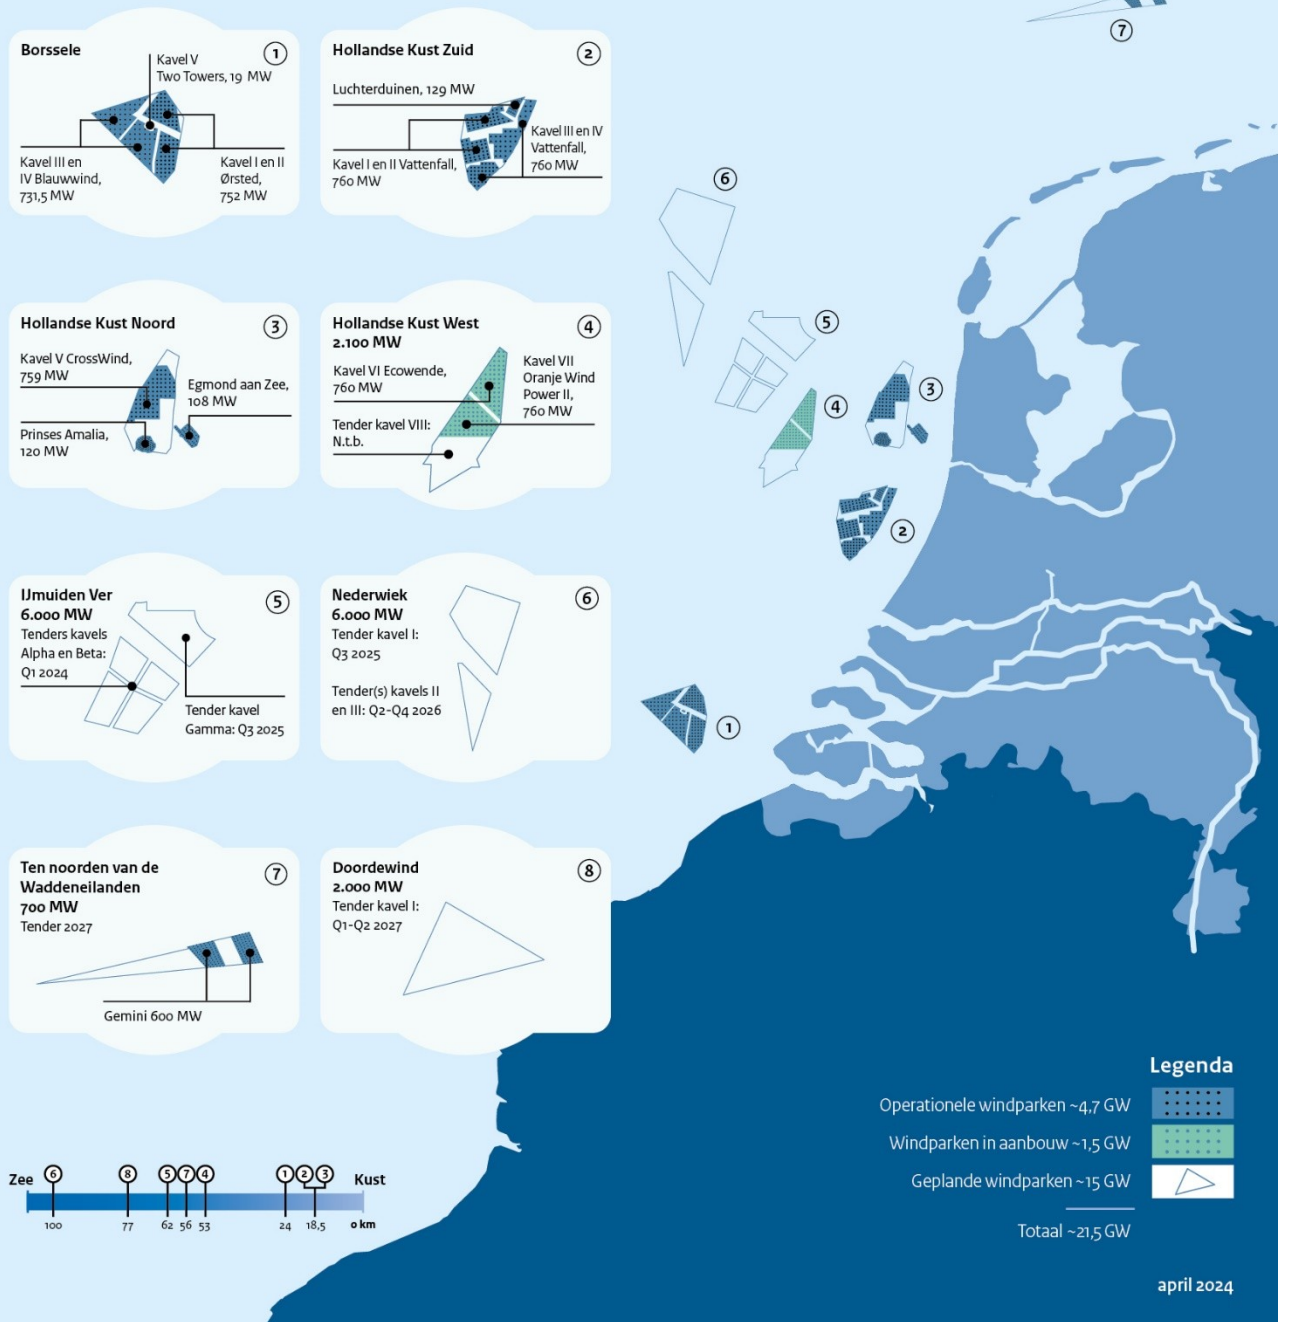 Borssele
1
Kavel V
Two Towers, 19 MW
Kavel III en
IV Blauwwind,
731,5 MW
Kavel I en II
Ørsted,
752 MW
Hollandse Kust Zuid
2
Luchterduinen, 129 MW
Kavel I en II Vattenfall,
760 MW
Kavel III en IV
Vattenfall,
760 MW
Hollandse Kust Noord
3
Kavel V CrossWind,
759 MW
Egmond aan Zee,
108 MW
Prinses Amalia,
120 MW
Hollandse Kust West
2.100 MW
4
Kavel VI Ecowende,
760 MW
Kavel VII
Oranje Wind
Power II,
760 MW
Tender kavel VIII:
N.t.b.
IJmuiden Ver
6.000 MW
5
Tenders kavels
Alpha en Beta:
Q1 2024
Tender kavel
Gamma: Q3 2025
Nederwiek
6.000 MW
6
Tender kavel I:
Q3 2025
Tender(s) kavels II
en III: Q2-Q4 2026
Ten noorden van de
Waddeneilanden
700 MW
7
Tender 2027
Gemini 600 MW
Doordewind
2.000 MW
8
Tender kavel I:
Q1-Q2 2027
7
6
5
4
3
2
1
Zee
6
8
5
7
4
1
2
3
Kust
100
77
62
56
53
24
18,5
0 km
Legenda
Operationele windparken ~4,7 GW
Windparken in aanbouw ~1,5 GW
Geplande windparken ~15 GW
Totaal ~21,5 GW
april 2024